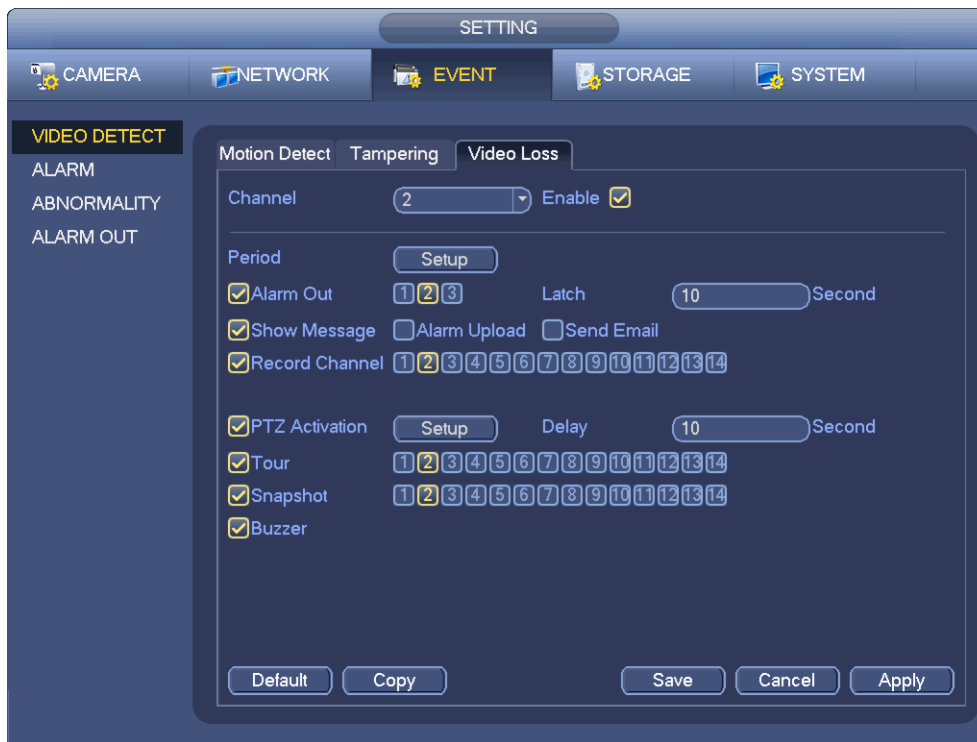 SETTING
CAMERA NETWORK EVENT STORAGE SYSTEM
VIDEO DETECT
ALARM
ABNORMALITY
ALARM OUT
Motion Detect Tampering Video Loss
Channel 2 Enable
Period Setup
Alarm Out 1 2 3 Latch 10 Second
Show Message Alarm Upload Send Email
Record Channel 1 2 3 4 5 6 7 8 9 10 11 12 13 14
PTZ Activation Setup Delay 10 Second
Tour 1 2 3 4 5 6 7 8 9 10 11 12 13 14
Snapshot 1 2 3 4 5 6 7 8 9 10 11 12 13 14
Buzzer
Default Copy Save Cancel Apply